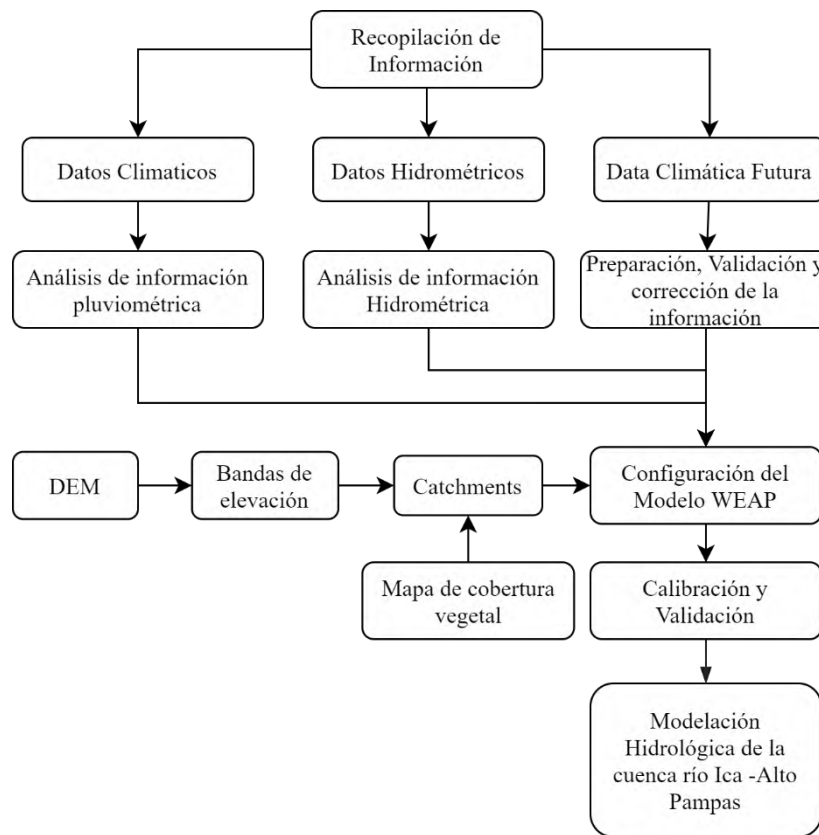 Recopilación de
Información
Datos Climaticos
Datos Hidrométricos
Data Climática Futura
Análisis de información
pluviométrica
Análisis de información
Hidrométrica
Preparación, Validación y
corrección de la
información
DEM
Bandas de
elevación
Catchments
Configuración del
Modelo WEAP
Mapa de cobertura
vegetal
Calibración y
Validación
Modelación
Hidrológica de la
cuenca río Ica -Alto
Pampas